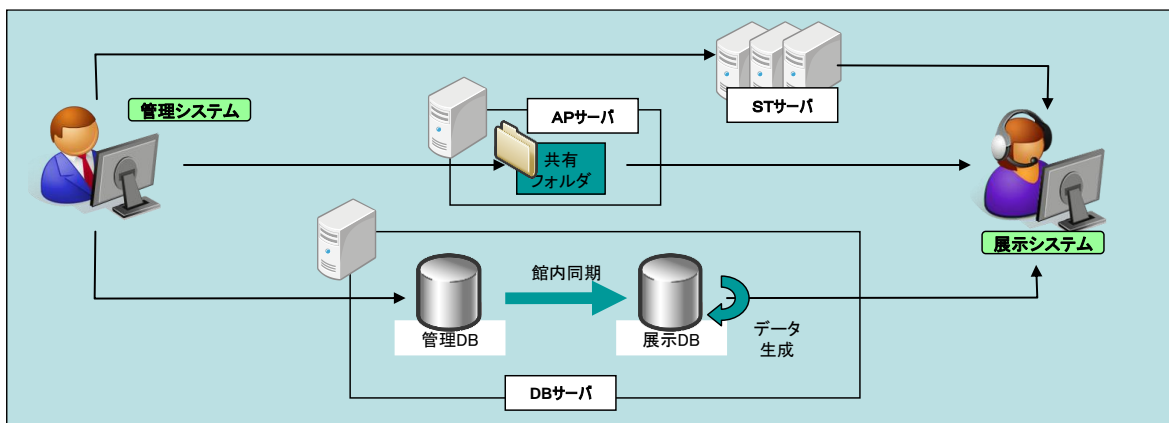 管理システム
STサーバ
APサーバ
共有
フォルダ
展示システム
館内同期
管理DB
展示DB
データ
生成
DBサーバ